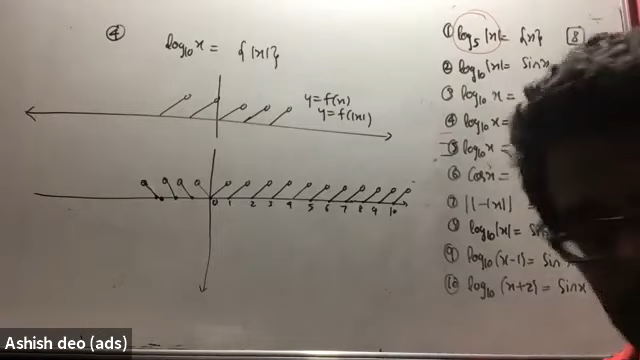 ④ log₁₀ x = {|x|}
y = f(x)
y = f(|x|)
0 1 2 3 4 5 6 7 8 9 10
① log₅ |x| = {x} 8
② log₁₀ |x| = sin x
③ log₁₀ x =
④ log₁₀ x =
⑤ log₁₀ x =
⑥ cos x =
⑦ |1-|x||
⑧ log₁₀ |x| = sin
⑨ log₁₀ (x-1) = sin x
⑩ log₁₀ (x+2) = sin x
Ashish deo (ads)